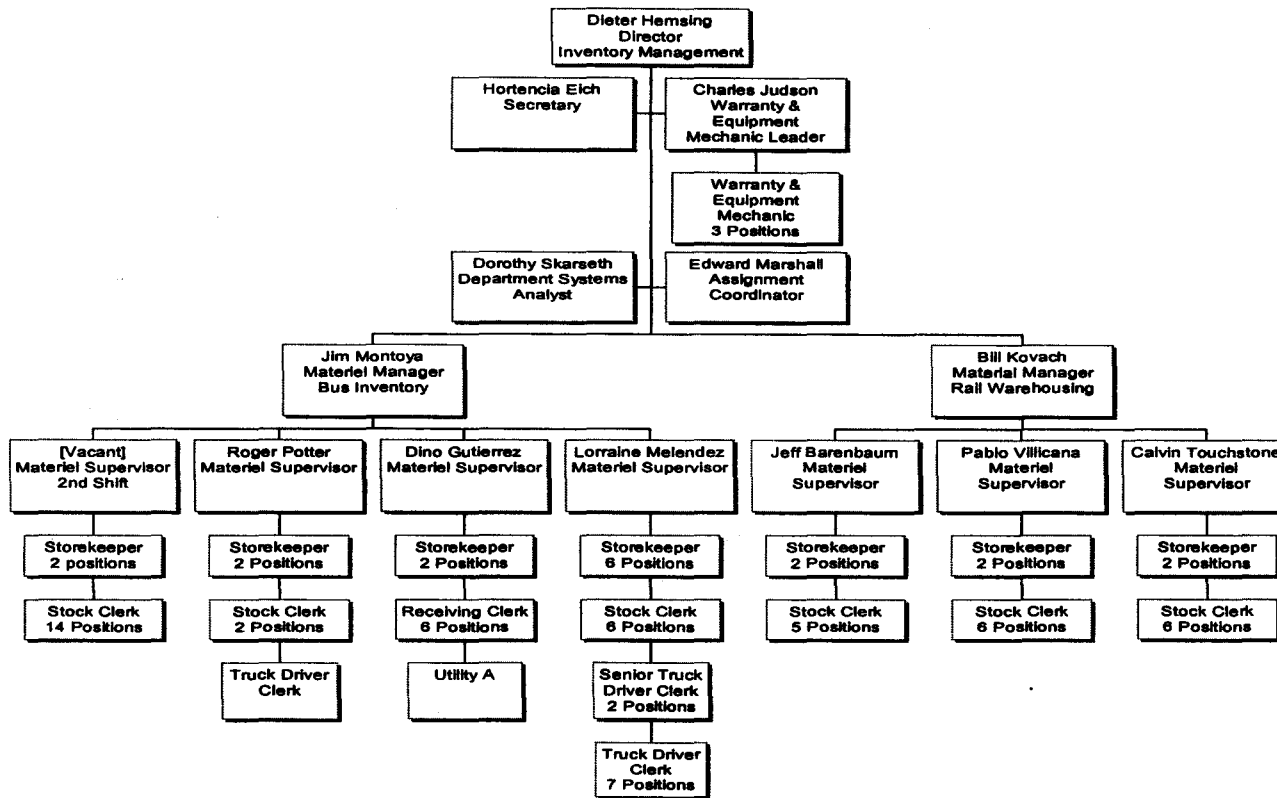 Dieter Hemsing
Director
Inventory Management
Hortencia Eich
Secretary
Charles Judson
Warranty &
Equipment
Mechanic Leader
Warranty &
Equipment
Mechanic
3 Positions
Dorothy Skarseth
Department Systems
Analyst
Edward Marshall
Assignment
Coordinator
Jim Montoya
Materiel Manager
Bus Inventory
Bill Kovach
Material Manager
Rail Warehousing
[Vacant]
Materiel Supervisor
2nd Shift
Roger Potter
Materiel Supervisor
Dino Gutierrez
Materiel Supervisor
Lorraine Melendez
Materiel Supervisor
Jeff Barenbaum
Materiel
Supervisor
Pablo Villicana
Materiel
Supervisor
Calvin Touchstone
Materiel
Supervisor
Storekeeper
2 positions
Storekeeper
2 Positions
Storekeeper
2 Positions
Storekeeper
6 Positions
Storekeeper
2 Positions
Storekeeper
2 Positions
Storekeeper
2 Positions
Stock Clerk
14 Positions
Stock Clerk
2 Positions
Receiving Clerk
6 Positions
Stock Clerk
6 Positions
Stock Clerk
5 Positions
Stock Clerk
6 Positions
Stock Clerk
6 Positions
Truck Driver
Clerk
Utility A
Senior Truck
Driver Clerk
2 Positions
Truck Driver
Clerk
7 Positions